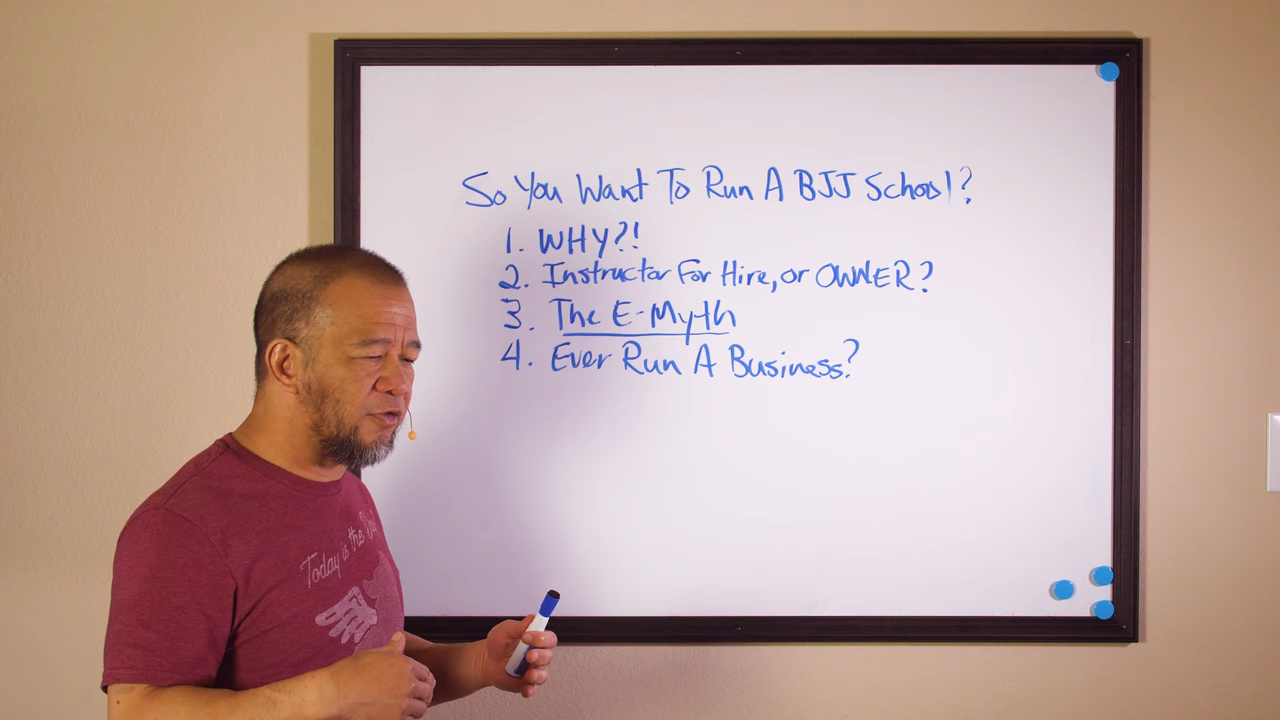 So You Want To Run A BJJ School?
1. WHY?!
2. Instructor For Hire, or OWNER?
3. The E-Myth
4. Ever Run A Business?
Today is the